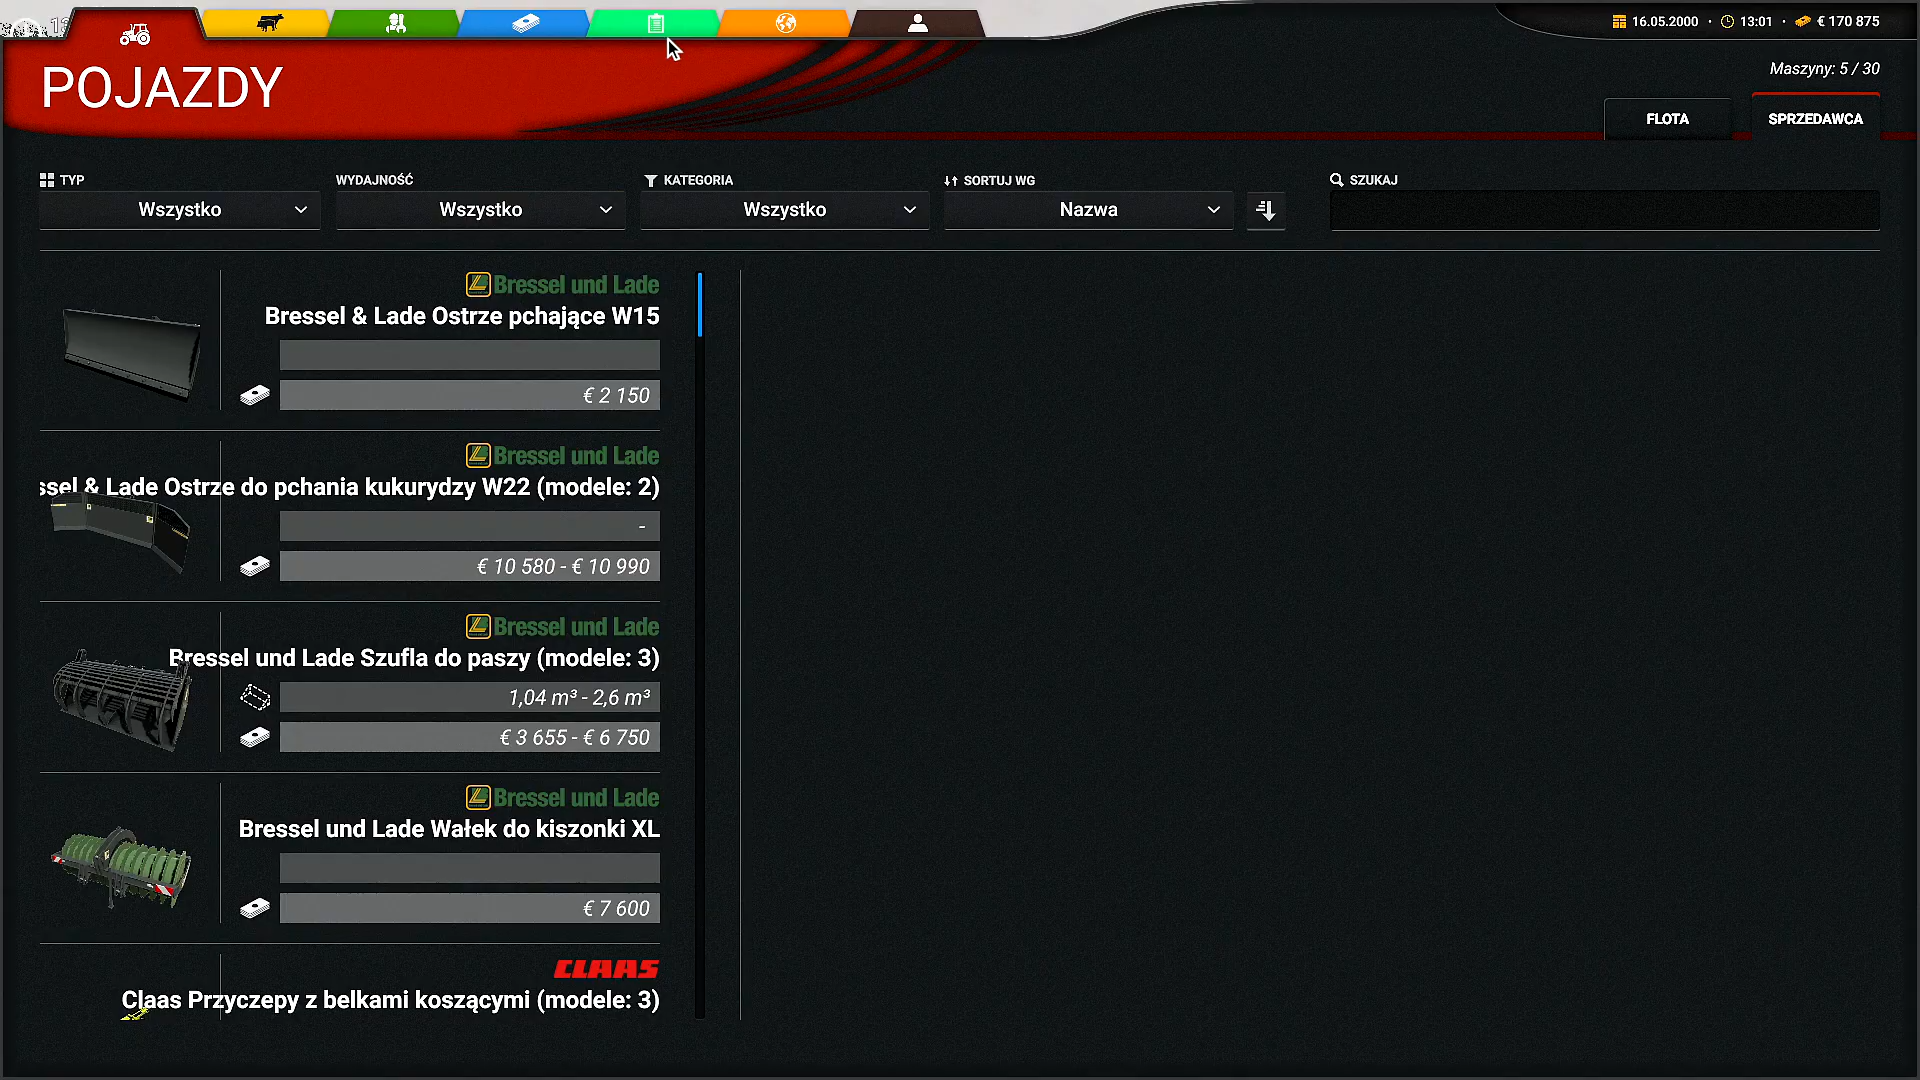 16.05.2000 · 13:01 · € 170 875
POJAZDY
Maszyny: 5 / 30
FLOTA
SPRZEDAWCA
TYP
WYDAJNOŚĆ
KATEGORIA
SORTUJ WG
SZUKAJ
Wszystko
Wszystko
Wszystko
Nazwa
Bressel und Lade
Bressel & Lade Ostrze pchające W15
€ 2 150
Bressel und Lade
ssel & Lade Ostrze do pchania kukurydzy W22 (modele: 2)
-
€ 10 580 - € 10 990
Bressel und Lade
Bressel und Lade Szufla do paszy (modele: 3)
1,04 m³ - 2,6 m³
€ 3 655 - € 6 750
Bressel und Lade
Bressel und Lade Wałek do kiszonki XL
€ 7 600
CLAAS
Claas Przyczepy z belkami koszącymi (modele: 3)